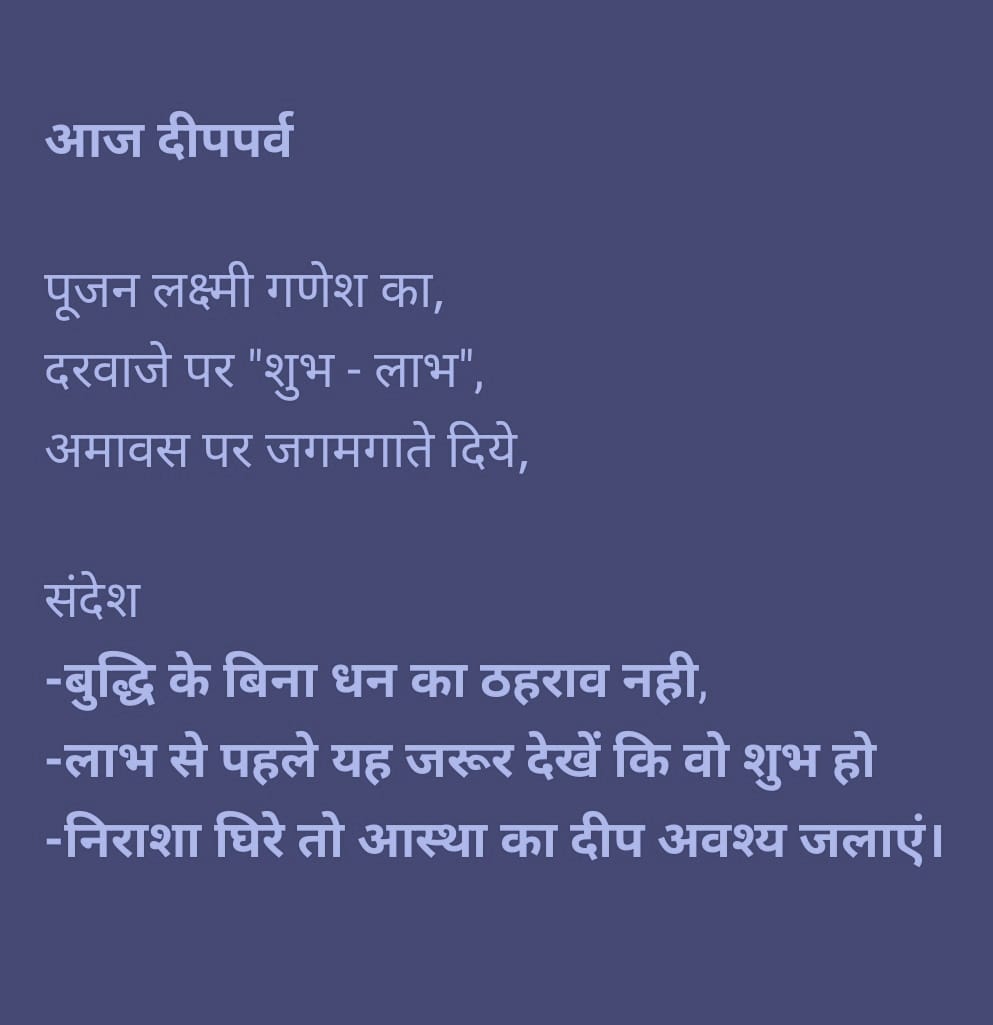 आज दीपपर्व
पूजन लक्ष्मी गणेश का,
दरवाजे पर "शुभ - लाभ",
अमावस पर जगमगाते दिये,
संदेश
-बुद्धि के बिना धन का ठहराव नही,
-लाभ से पहले यह जरूर देखें कि वो शुभ हो
-निराशा घिरे तो आस्था का दीप अवश्य जलाएं।